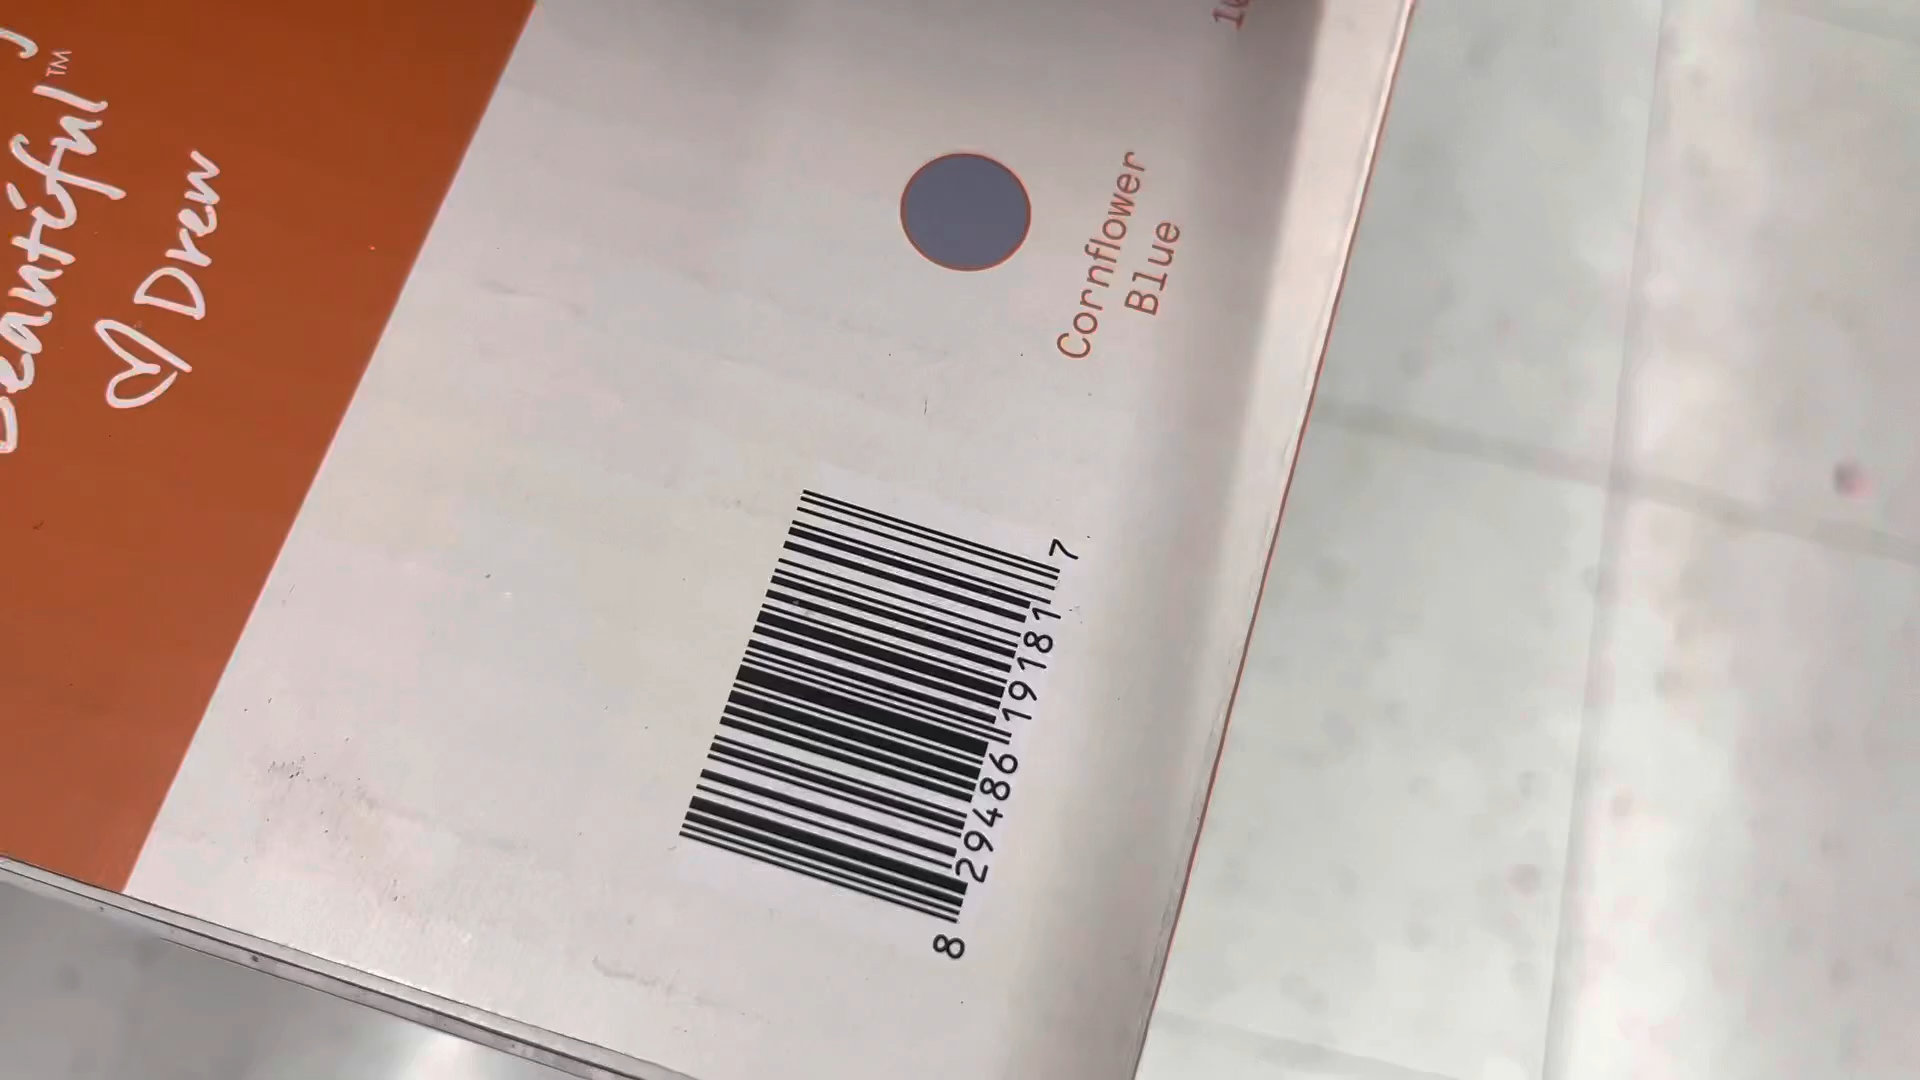 Beautiful™
♡ Drew
Cornflower
Blue
8 29486 19181 7